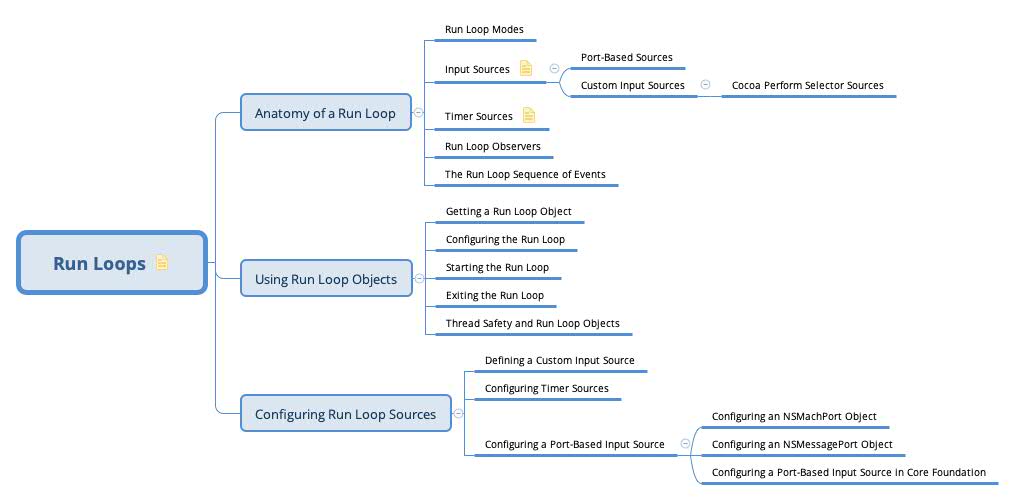 Run Loops
Anatomy of a Run Loop
Run Loop Modes
Input Sources
Port-Based Sources
Custom Input Sources
Cocoa Perform Selector Sources
Timer Sources
Run Loop Observers
The Run Loop Sequence of Events
Using Run Loop Objects
Getting a Run Loop Object
Configuring the Run Loop
Starting the Run Loop
Exiting the Run Loop
Thread Safety and Run Loop Objects
Configuring Run Loop Sources
Defining a Custom Input Source
Configuring Timer Sources
Configuring a Port-Based Input Source
Configuring an NSMachPort Object
Configuring an NSMessagePort Object
Configuring a Port-Based Input Source in Core Foundation